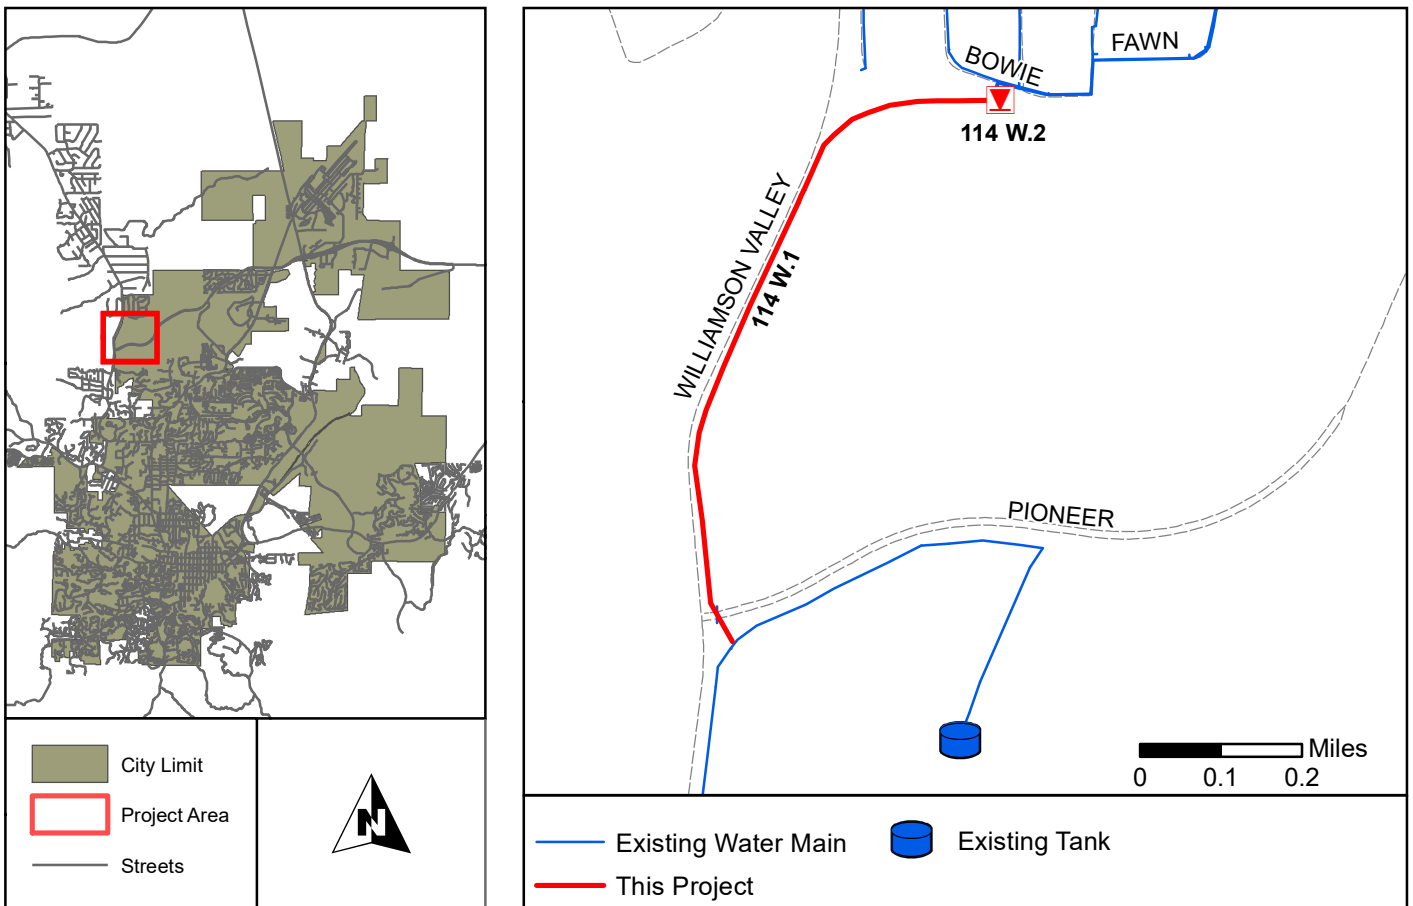 FAWN
BOWIE
114 W.2
WILLIAMSON VALLEY
114 W.1
PIONEER
Miles
0 0.1 0.2
City Limit
Project Area
Streets
N
Existing Water Main
Existing Tank
This Project